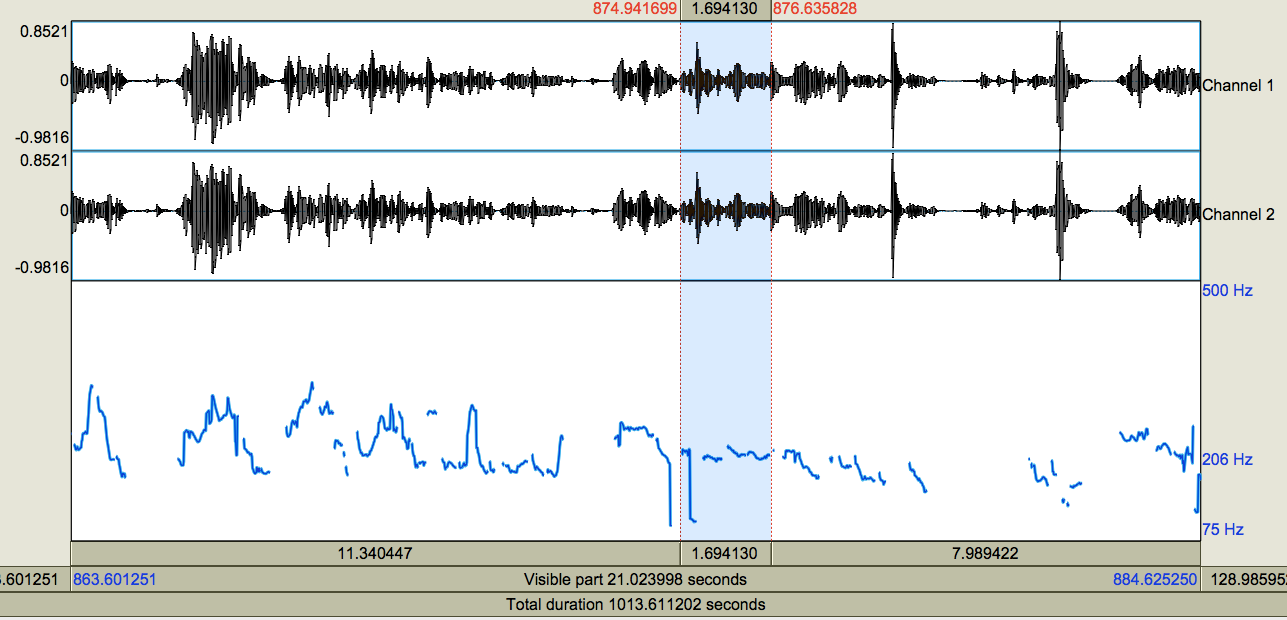 874.941699 1.694130 876.635828
0.8521
0
-0.9816
Channel 1
0.8521
0
-0.9816
Channel 2
500 Hz
206 Hz
75 Hz
11.340447 1.694130 7.989422
.601251 863.601251 Visible part 21.023998 seconds 884.625250 128.98595
Total duration 1013.611202 seconds